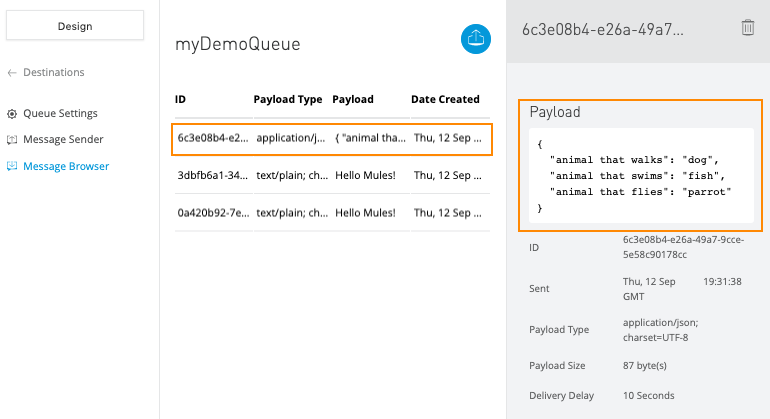 Design
← Destinations
Queue Settings
Message Sender
Message Browser
myDemoQueue
ID Payload Type Payload Date Created
6c3e08b4-e2... application/j... { "animal tha... Thu, 12 Sep ...
3dbfb6a1-34... text/plain; ch... Hello Mules! Thu, 12 Sep ...
0a420b92-7e... text/plain; ch... Hello Mules! Thu, 12 Sep ...
6c3e08b4-e26a-49a7...
Payload
{
"animal that walks": "dog",
"animal that swims": "fish",
"animal that flies": "parrot"
}
ID 6c3e08b4-e26a-49a7-9cce-
5e58c90178cc
Sent Thu, 12 Sep 19:31:38
GMT
Payload Type application/json;
charset=UTF-8
Payload Size 87 byte(s)
Delivery Delay 10 Seconds